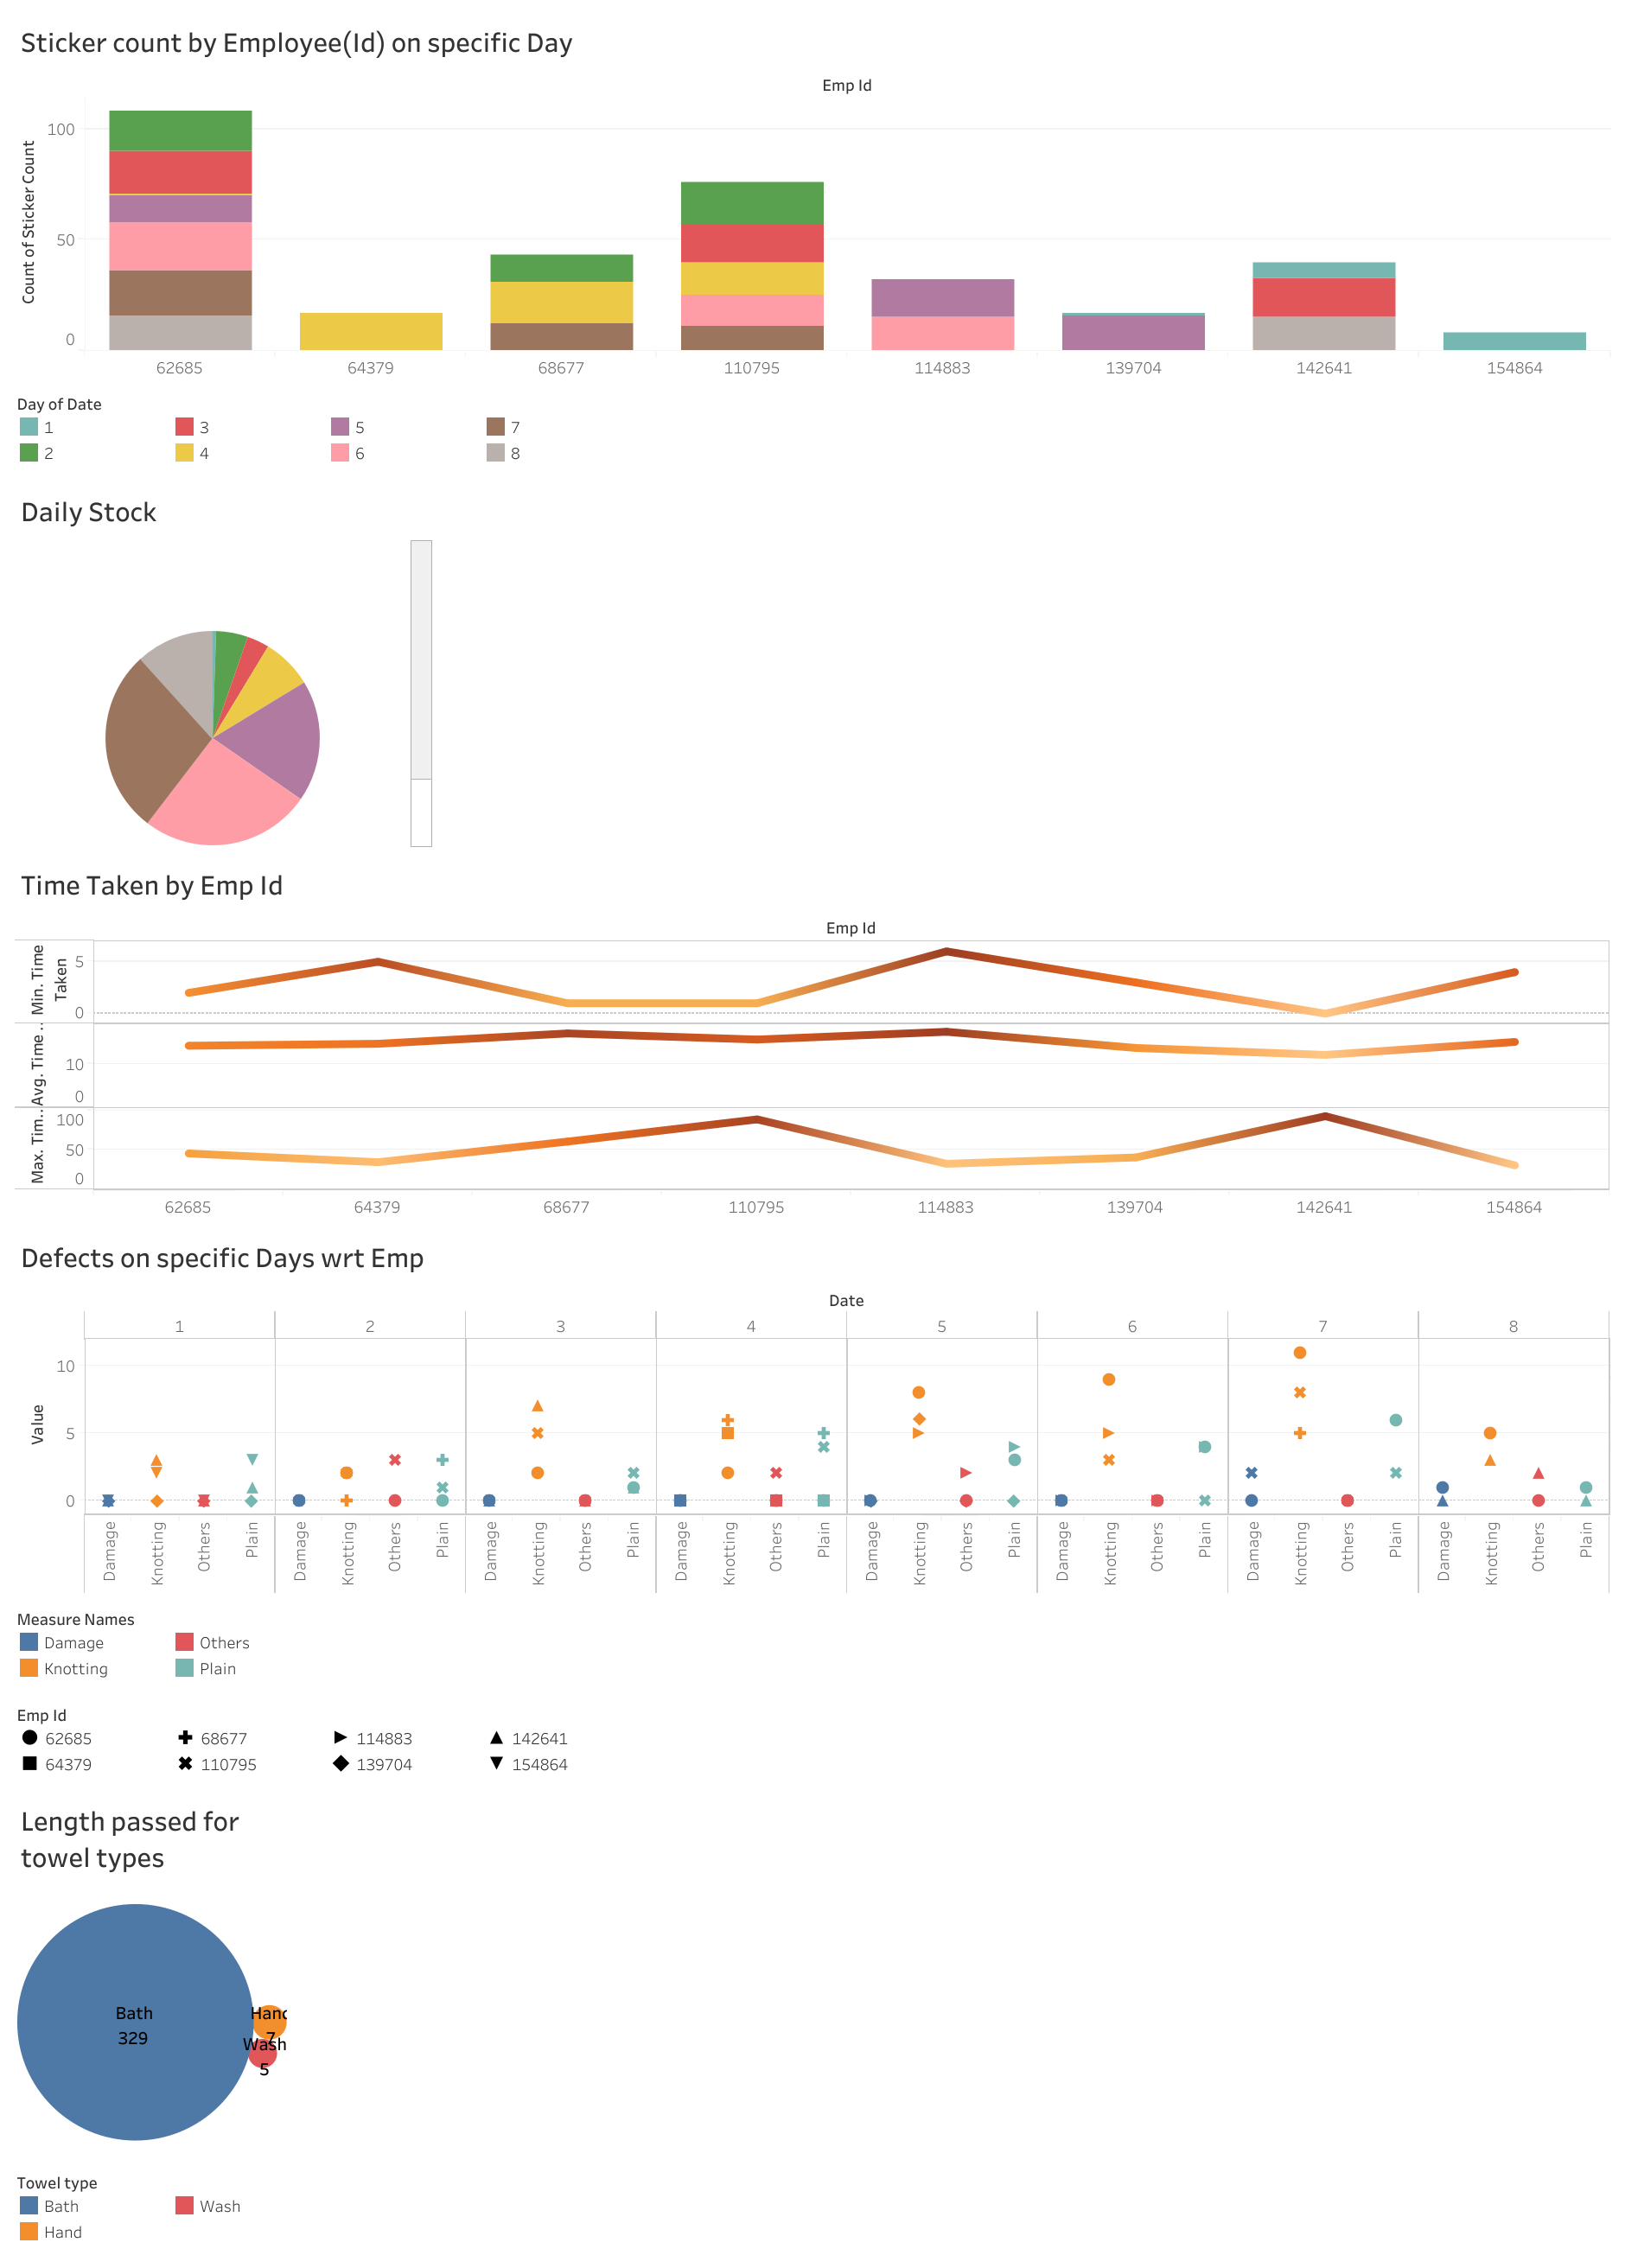 Sticker count by Employee(Id) on specific Day
Emp Id
Count of Sticker Count
100
50
0
62685 64379 68677 110795 114883 139704 142641 154864
Day of Date
1 3 5 7
2 4 6 8
Daily Stock
Time Taken by Emp Id
Emp Id
Min. Time
Taken
5
0
Avg. Time ..
10
0
Max. Tim..
100
50
0
62685 64379 68677 110795 114883 139704 142641 154864
Defects on specific Days wrt Emp
Date
1 2 3 4 5 6 7 8
Value
10
5
0
Damage Knotting Others Plain Damage Knotting Others Plain Damage Knotting Others Plain Damage Knotting Others Plain Damage Knotting Others Plain Damage Knotting Others Plain Damage Knotting Others Plain Damage Knotting Others Plain
Measure Names
Damage Others
Knotting Plain
Emp Id
62685 68677 114883 142641
64379 110795 139704 154864
Length passed for
towel types
Bath
329
Hand
7
Wash
5
Towel type
Bath Wash
Hand